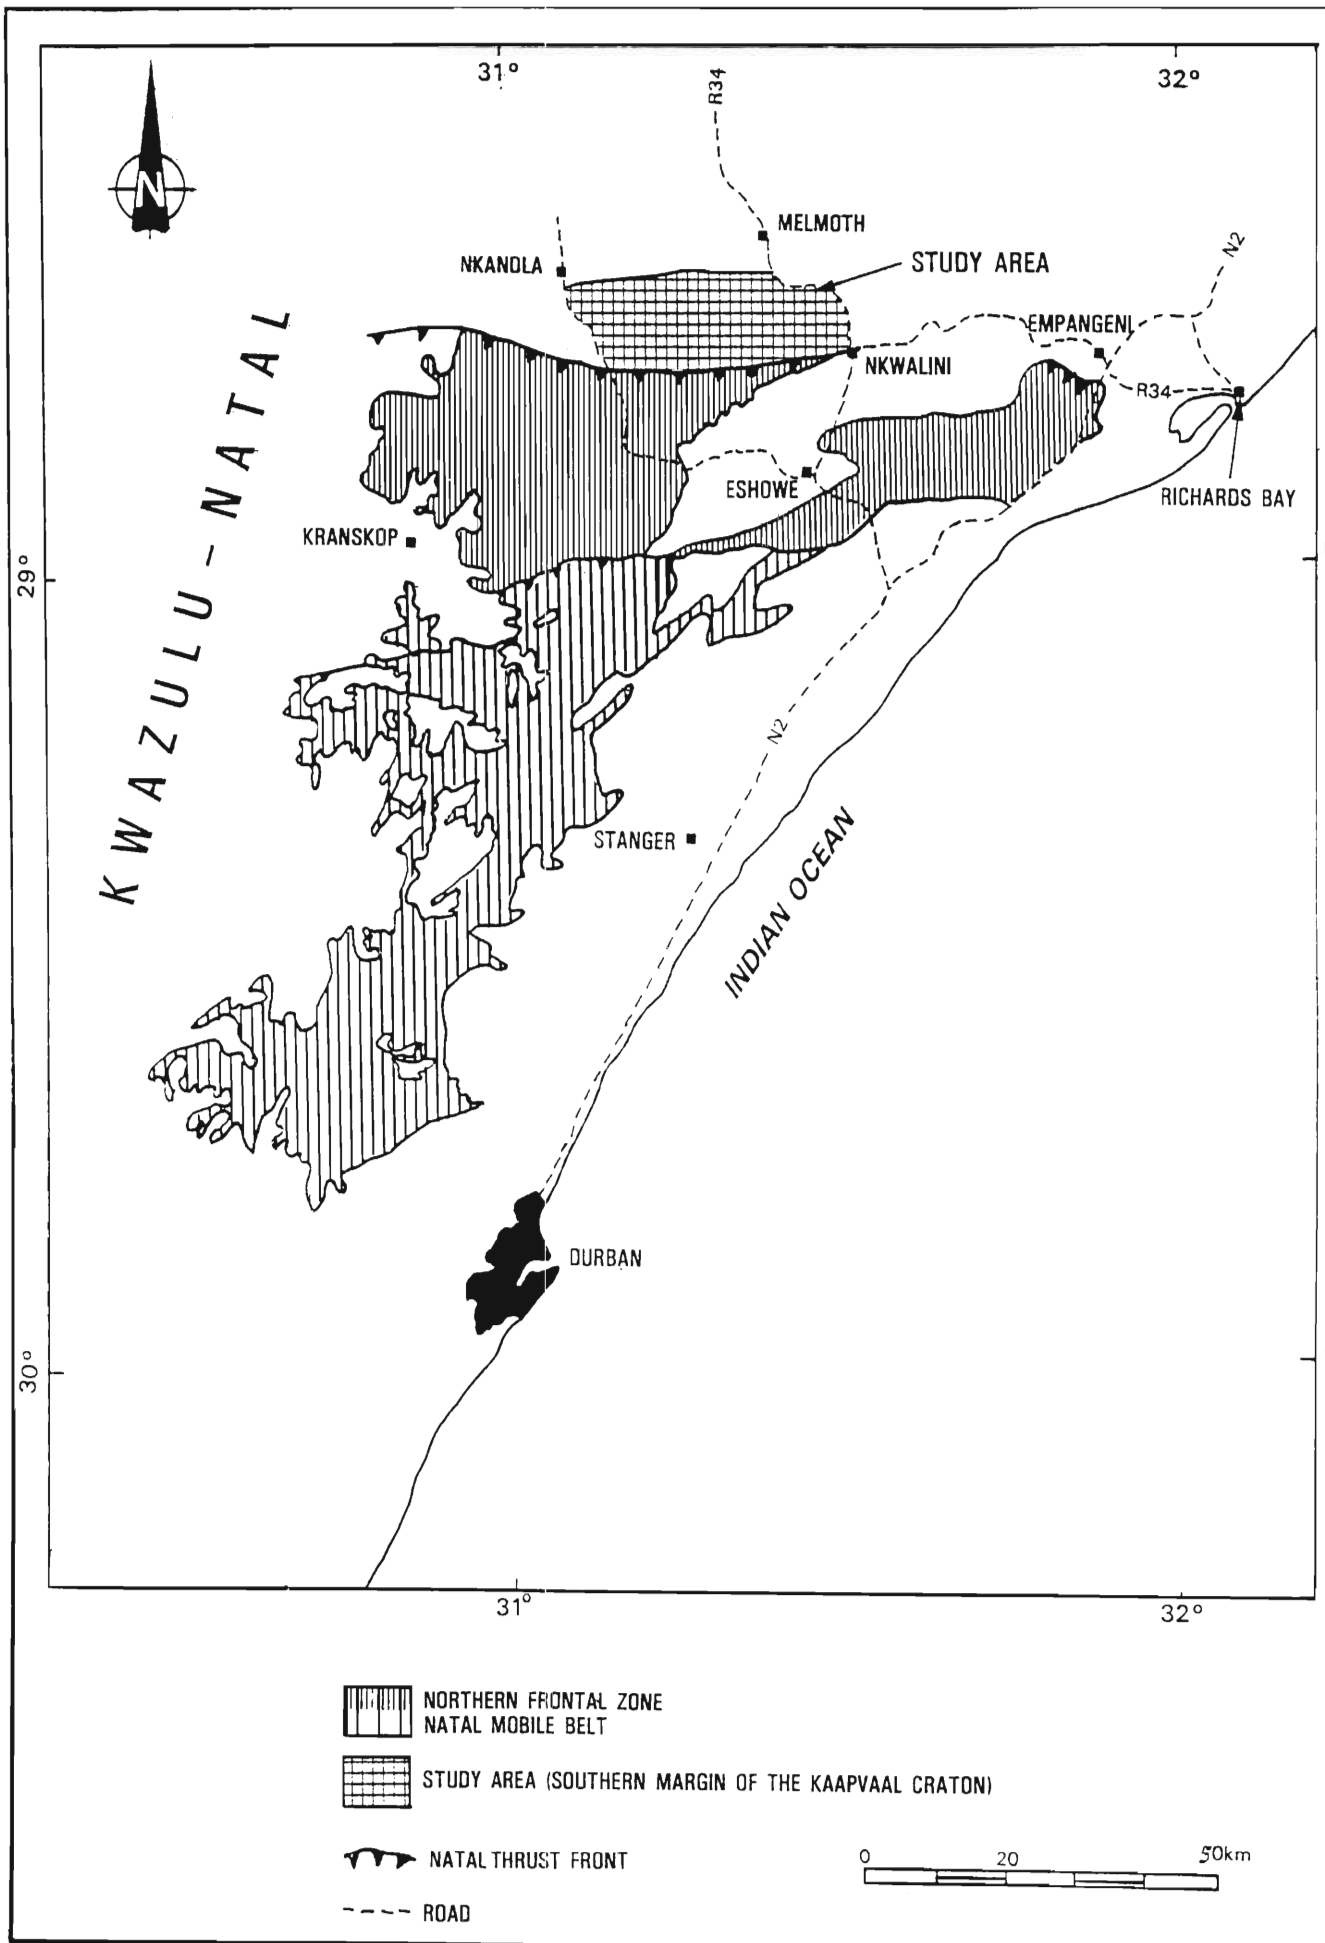 31°
32°
R34
N
MELMOTH
NKANDLA
STUDY AREA
N2
EMPANGENI
NKWALINI
R34
ESHOWE
RICHARDS BAY
KRANSKOP
29°
KWAZULU-NATAL
N2
STANGER
INDIAN OCEAN
DURBAN
30°
31°
32°
NORTHERN FRONTAL ZONE
NATAL MOBILE BELT
STUDY AREA (SOUTHERN MARGIN OF THE KAAPVAAL CRATON)
NATAL THRUST FRONT
0 20 50km
ROAD